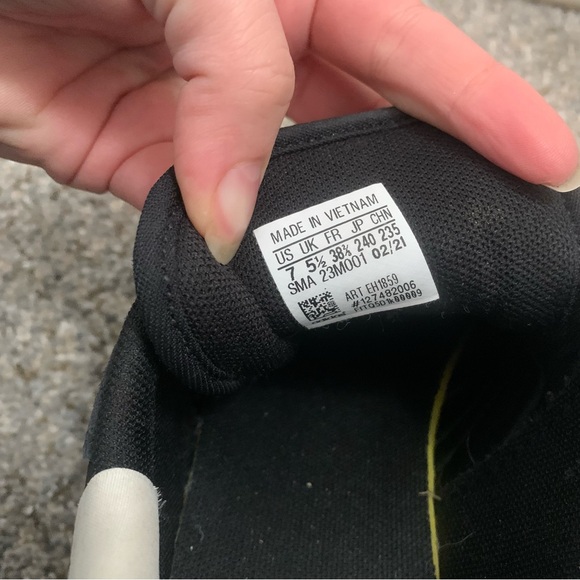 MADE IN VIETNAM
US UK FR JP CHN
7 5½ 38⅔ 240 235
SMA 23M001 02/21
ART EH1859
#127482006